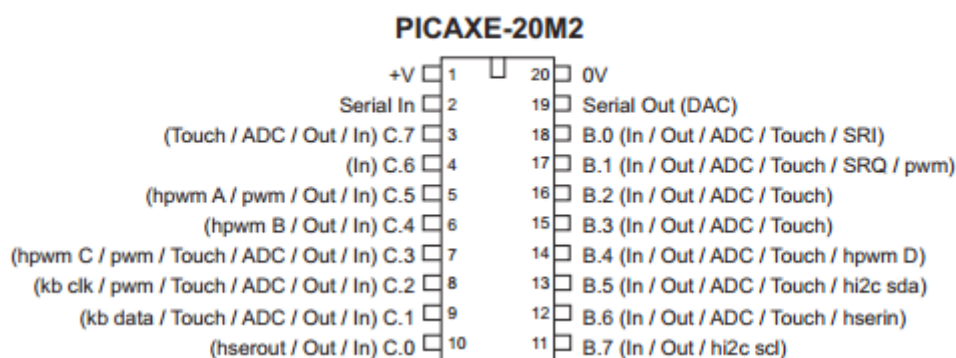 PICAXE-20M2
+V 1 20 0V
Serial In 2 19 Serial Out (DAC)
(Touch / ADC / Out / In) C.7 3 18 B.0 (In / Out / ADC / Touch / SRI)
(In) C.6 4 17 B.1 (In / Out / ADC / Touch / SRQ / pwm)
(hpwm A / pwm / Out / In) C.5 5 16 B.2 (In / Out / ADC / Touch)
(hpwm B / Out / In) C.4 6 15 B.3 (In / Out / ADC / Touch)
(hpwm C / pwm / Touch / ADC / Out / In) C.3 7 14 B.4 (In / Out / ADC / Touch / hpwm D)
(kb clk / pwm / Touch / ADC / Out / In) C.2 8 13 B.5 (In / Out / ADC / Touch / hi2c sda)
(kb data / Touch / ADC / Out / In) C.1 9 12 B.6 (In / Out / ADC / Touch / hserin)
(hserout / Out / In) C.0 10 11 B.7 (In / Out / hi2c scl)